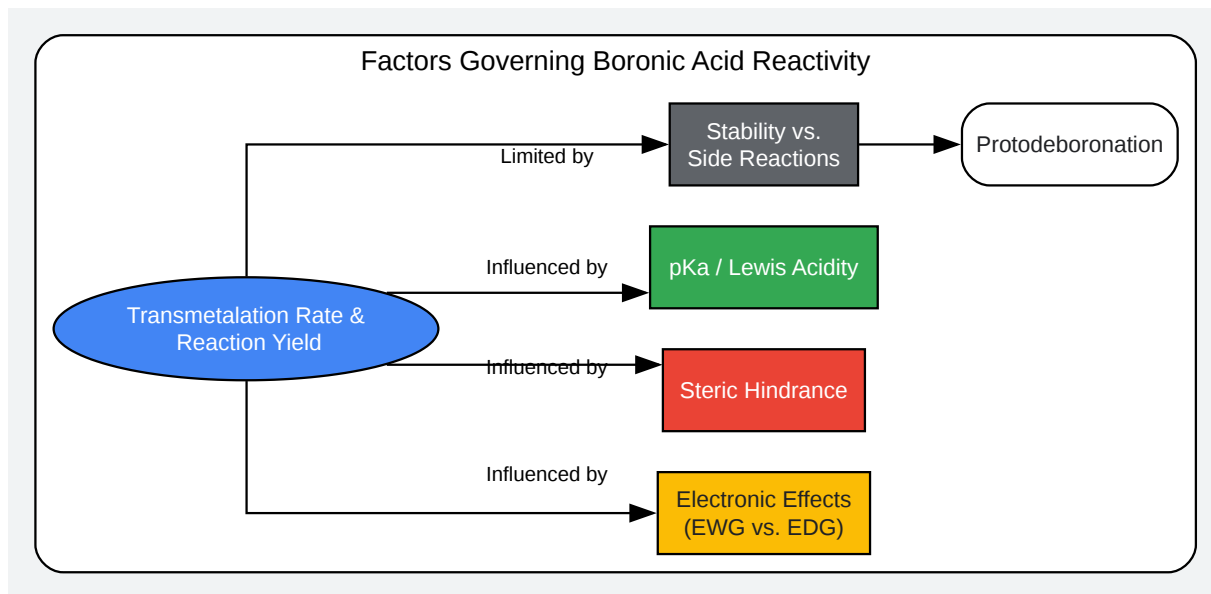 Factors Governing Boronic Acid Reactivity
Stability vs.
Side Reactions
Protodeboronation
Limited by
pKa / Lewis Acidity
Influenced by
Transmetalation Rate &
Reaction Yield
Influenced by
Steric Hindrance
Influenced by
Electronic Effects
(EWG vs. EDG)